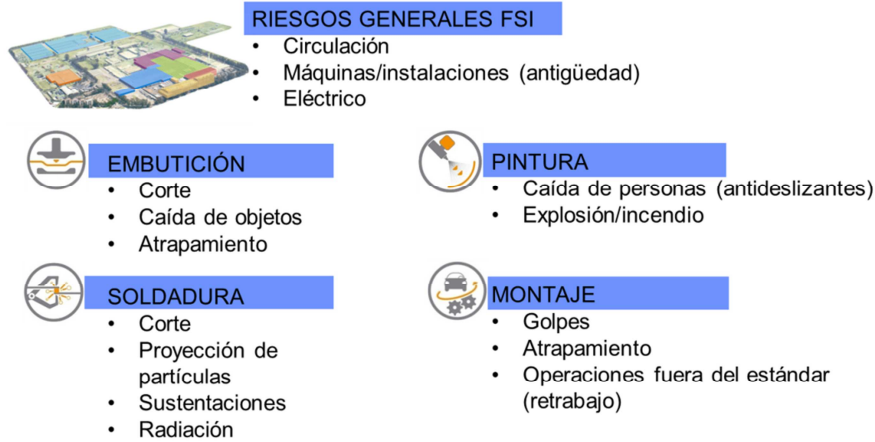 RIESGOS GENERALES FSI
• Circulación
• Máquinas/instalaciones (antigüedad)
• Eléctrico
EMBUTICIÓN
• Corte
• Caída de objetos
• Atrapamiento
PINTURA
• Caída de personas (antideslizantes)
• Explosión/incendio
SOLDADURA
• Corte
• Proyección de
partículas
• Sustentaciones
• Radiación
MONTAJE
• Golpes
• Atrapamiento
• Operaciones fuera del estándar
(retrabajo)